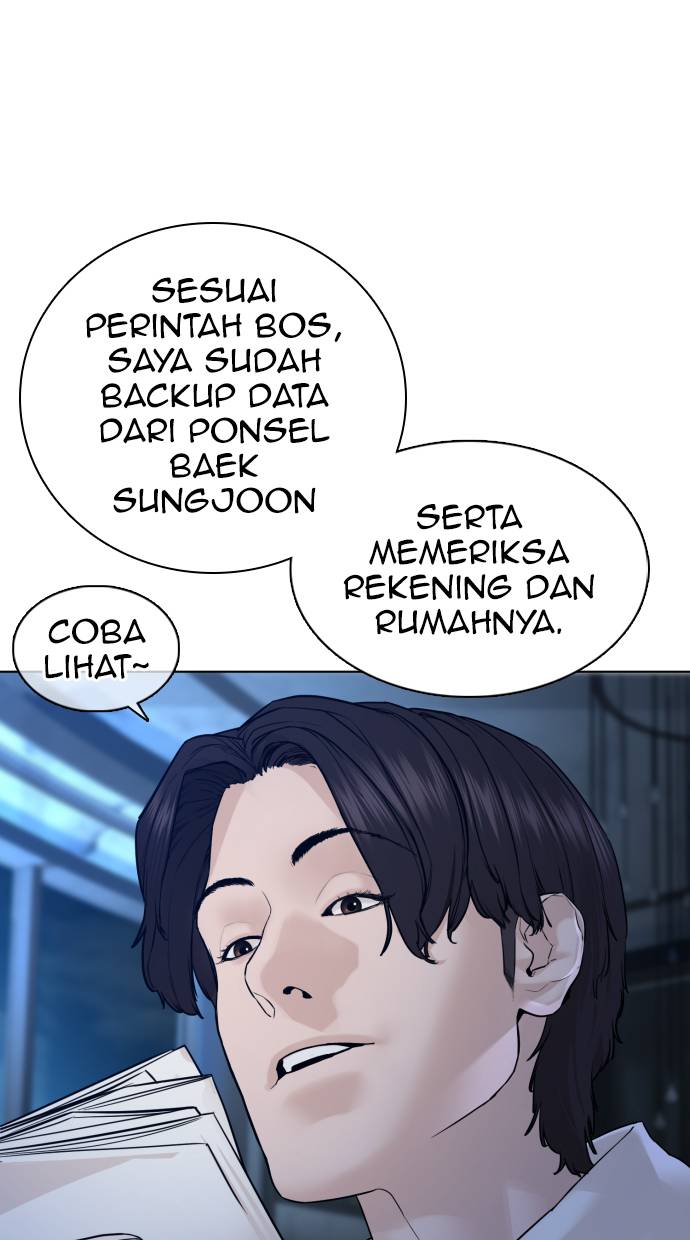 SESUAI
PERINTAH BOS,
SAYA SUDAH
BACKUP DATA
DARI PONSEL
BAEK
SUNGJOON
SERTA
MEMERIKSA
REKENING DAN
RUMAHNYA.
COBA
LIHAT~